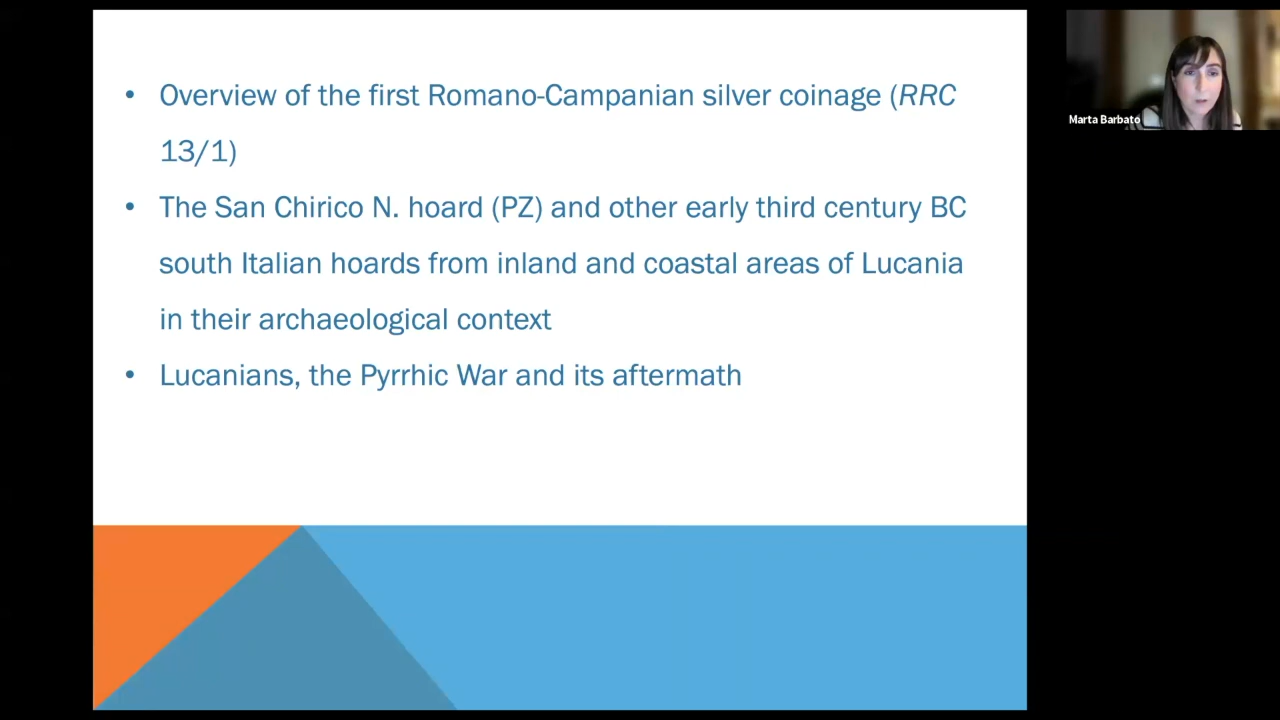 • Overview of the first Romano-Campanian silver coinage (RRC
13/1)
• The San Chirico N. hoard (PZ) and other early third century BC
south Italian hoards from inland and coastal areas of Lucania
in their archaeological context
• Lucanians, the Pyrrhic War and its aftermath
Marta Barbato